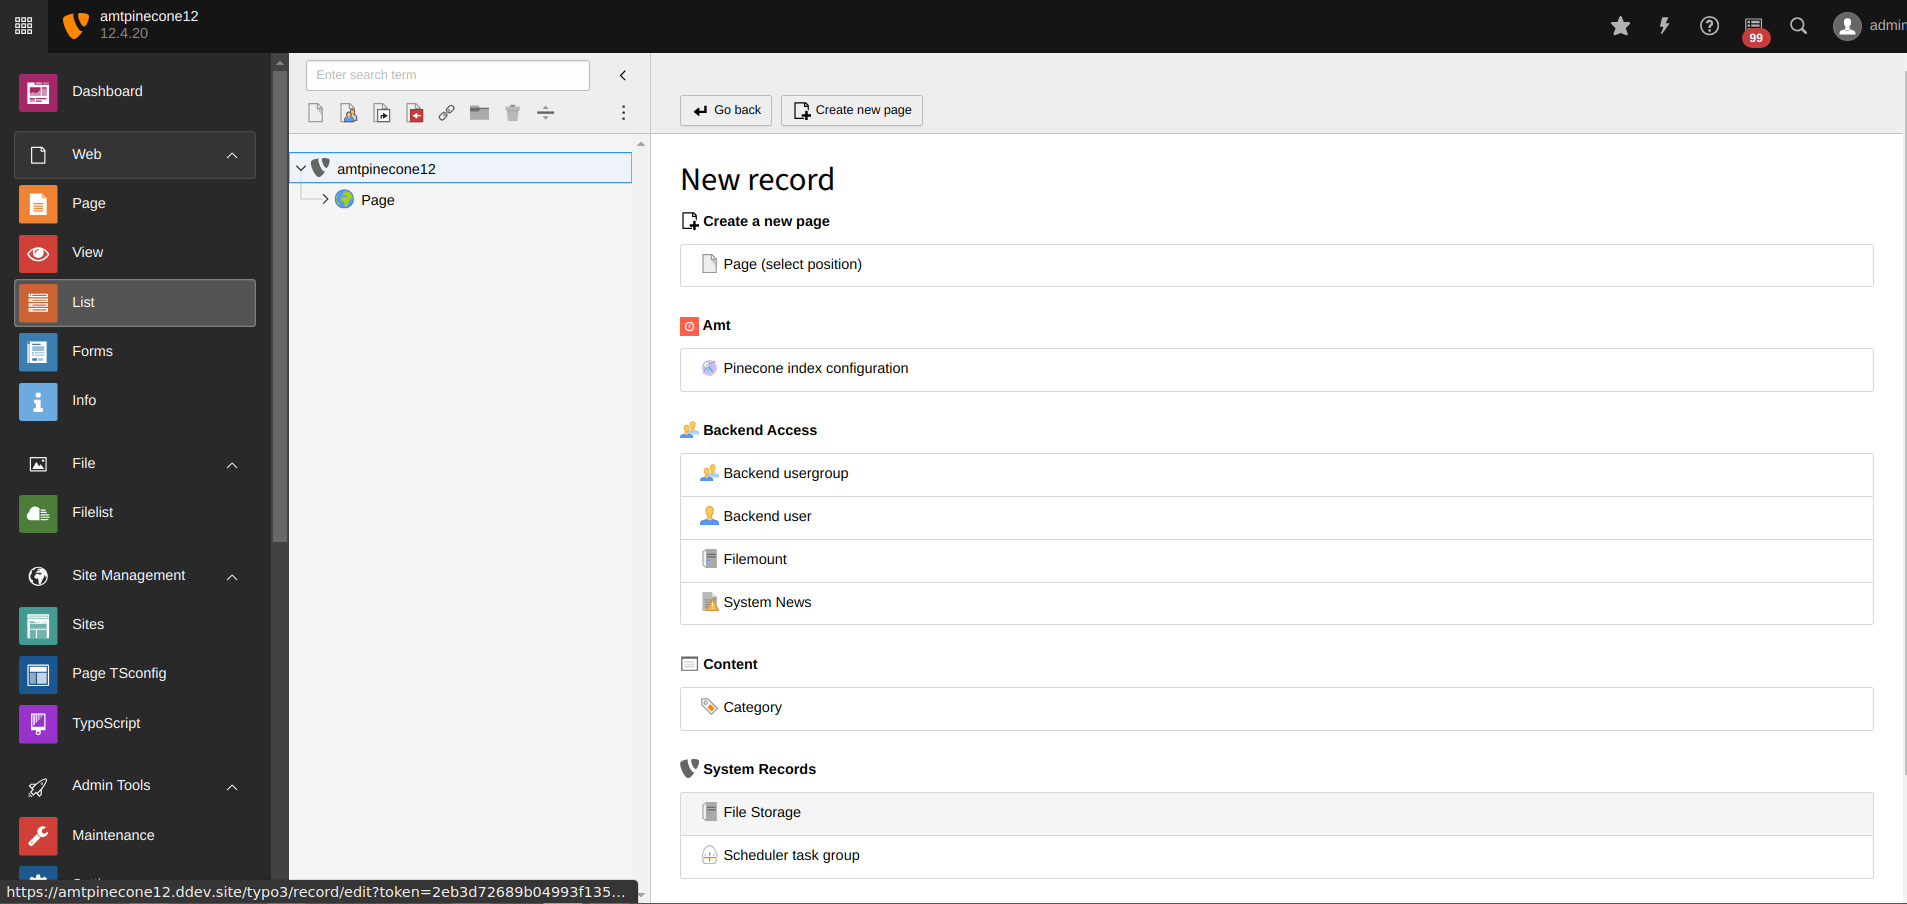 amtpinecone12
12.4.20
99
admin
Dashboard
Web
Page
View
List
Forms
Info
File
Filelist
Site Management
Sites
Page TSconfig
TypoScript
Admin Tools
Maintenance
https://amtpinecone12.ddev.site/typo3/record/edit?token=2eb3d72689b04993f135...
Enter search term
amtpinecone12
Page
Go back
Create new page
New record
Create a new page
Page (select position)
Amt
Pinecone index configuration
Backend Access
Backend usergroup
Backend user
Filemount
System News
Content
Category
System Records
File Storage
Scheduler task group